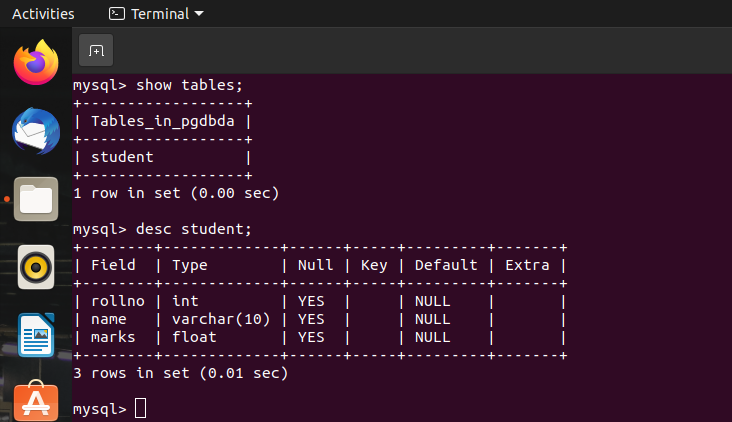 Activities Terminal
mysql> show tables;
+------------------+
| Tables_in_pgdbda |
+------------------+
| student          |
+------------------+
1 row in set (0.00 sec)
mysql> desc student;
+--------+-------------+------+-----+---------+-------+
| Field  | Type        | Null | Key | Default | Extra |
+--------+-------------+------+-----+---------+-------+
| rollno | int         | YES  |     | NULL    |       |
| name   | varchar(10) | YES  |     | NULL    |       |
| marks  | float       | YES  |     | NULL    |       |
+--------+-------------+------+-----+---------+-------+
3 rows in set (0.01 sec)
mysql>